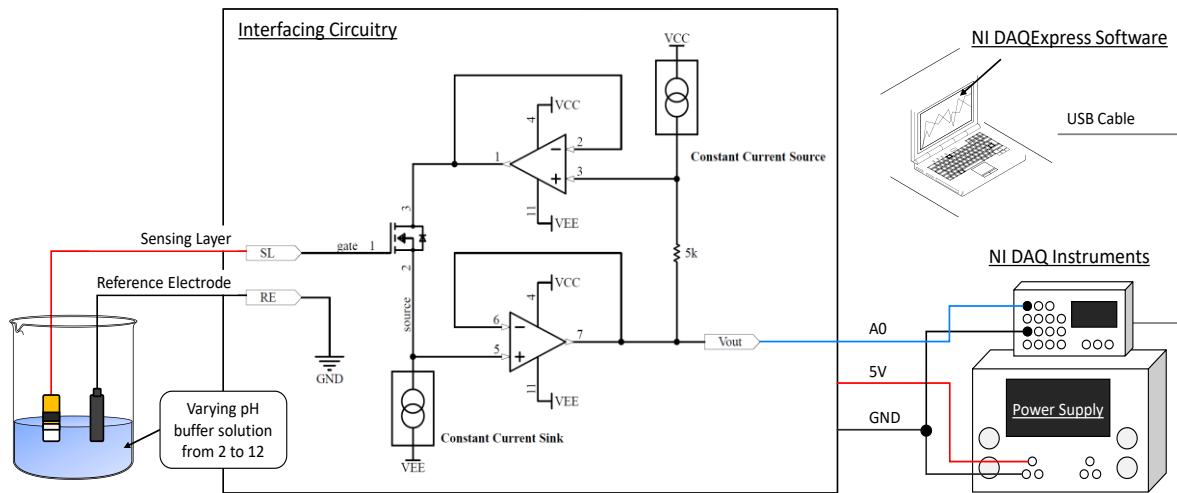 Interfacing Circuitry
VCC
NI DAQExpress Software
USB Cable
4
VCC
1
2
3
Constant Current Source
11
VEE
3
Sensing Layer
SL
gate
1
2
5k
NI DAQ Instruments
Reference Electrode
RE
source
4
VCC
6
7
5
Vout
A0
GND
11
VEE
5V
Varying pH
buffer solution
from 2 to 12
Constant Current Sink
VEE
GND
Power Supply